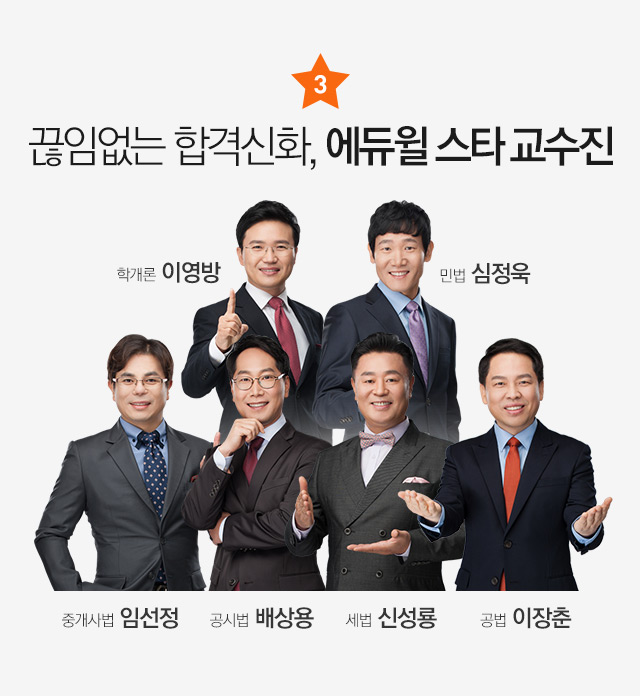 3
끊임없는 합격신화, 에듀윌 스타 교수진
학개론 이영방
민법 심정욱
중개사법 임선정
공시법 배상용
세법 신성룡
공법 이장춘